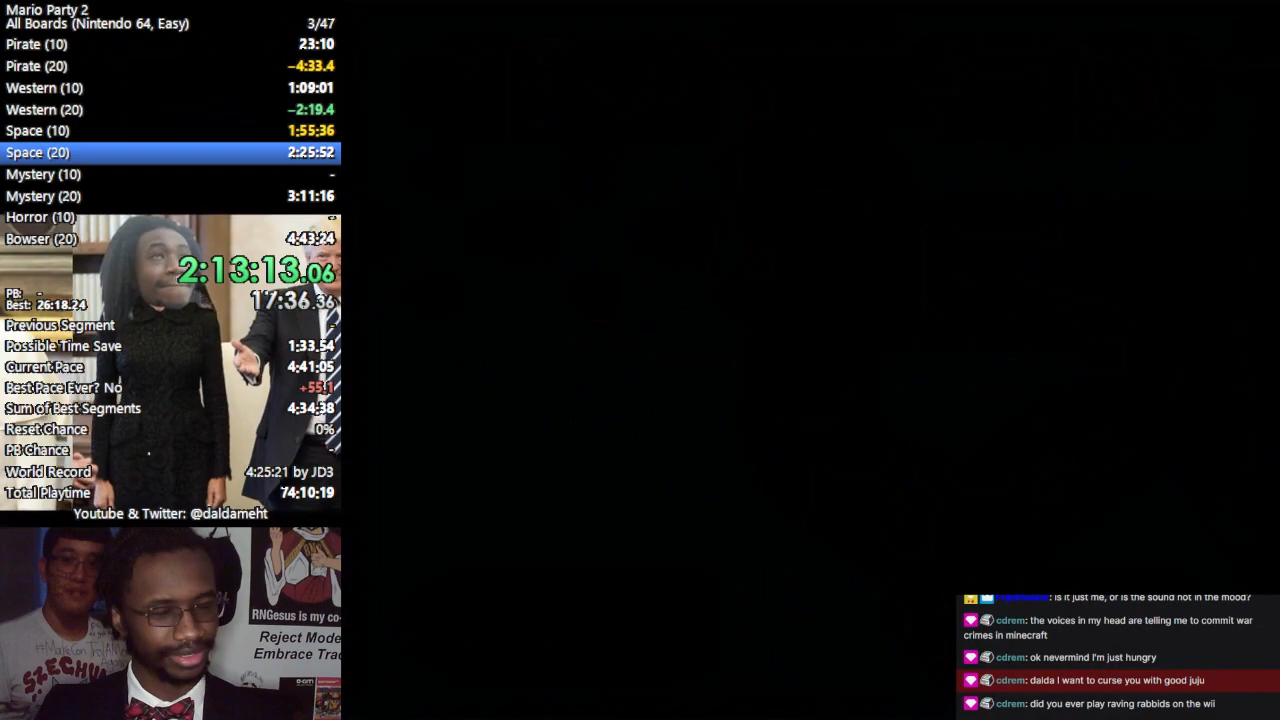 Mario Party 2
All Boards (Nintendo 64, Easy) 3/47
Pirate (10) 23:10
Pirate (20) −4:33.4
Western (10) 1:09:01
Western (20) −2:19.4
Space (10) 1:55:36
Space (20) 2:25:52
Mystery (10) -
Mystery (20) 3:11:16
Horror (10) -
Bowser (20) 4:43:24
2:13:13.06
PB: - 17:36.36
Best: 26:18.24
Previous Segment -
Possible Time Save 1:33.54
Current Pace 4:41:05
Best Pace Ever? No +55.1
Sum of Best Segments 4:34:38
Reset Chance 0%
PB Chance -
World Record 4:25:21 by JD3
Total Playtime 74:10:19
Youtube & Twitter: @daldameht
RNGesus is my co-
Reject Mode
Embrace Trad
: is it just me, or is the sound not in the mood?
cdrem: the voices in my head are telling me to commit war
crimes in minecraft
cdrem: ok nevermind I'm just hungry
cdrem: dalda I want to curse you with good juju
cdrem: did you ever play raving rabbids on the wii